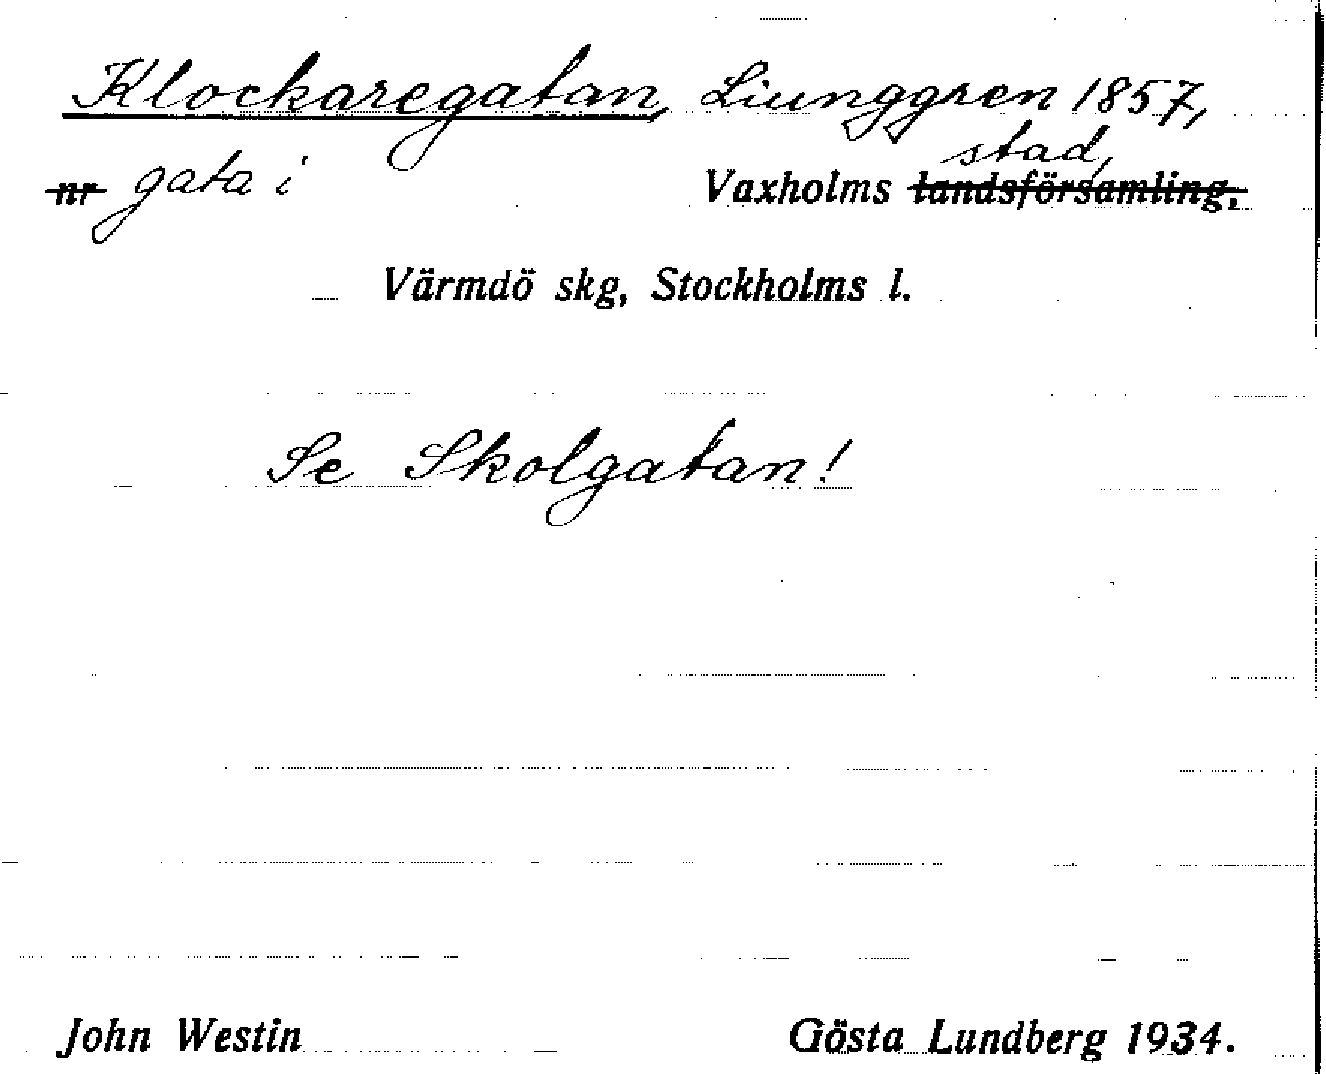 Klockaregatan, Liunggren 1857,
nr gata i Vaxholms landsförsamling, stad,
Värmdö skg, Stockholms l.
Se Skolgatan!
John Westin Gösta Lundberg 1934.